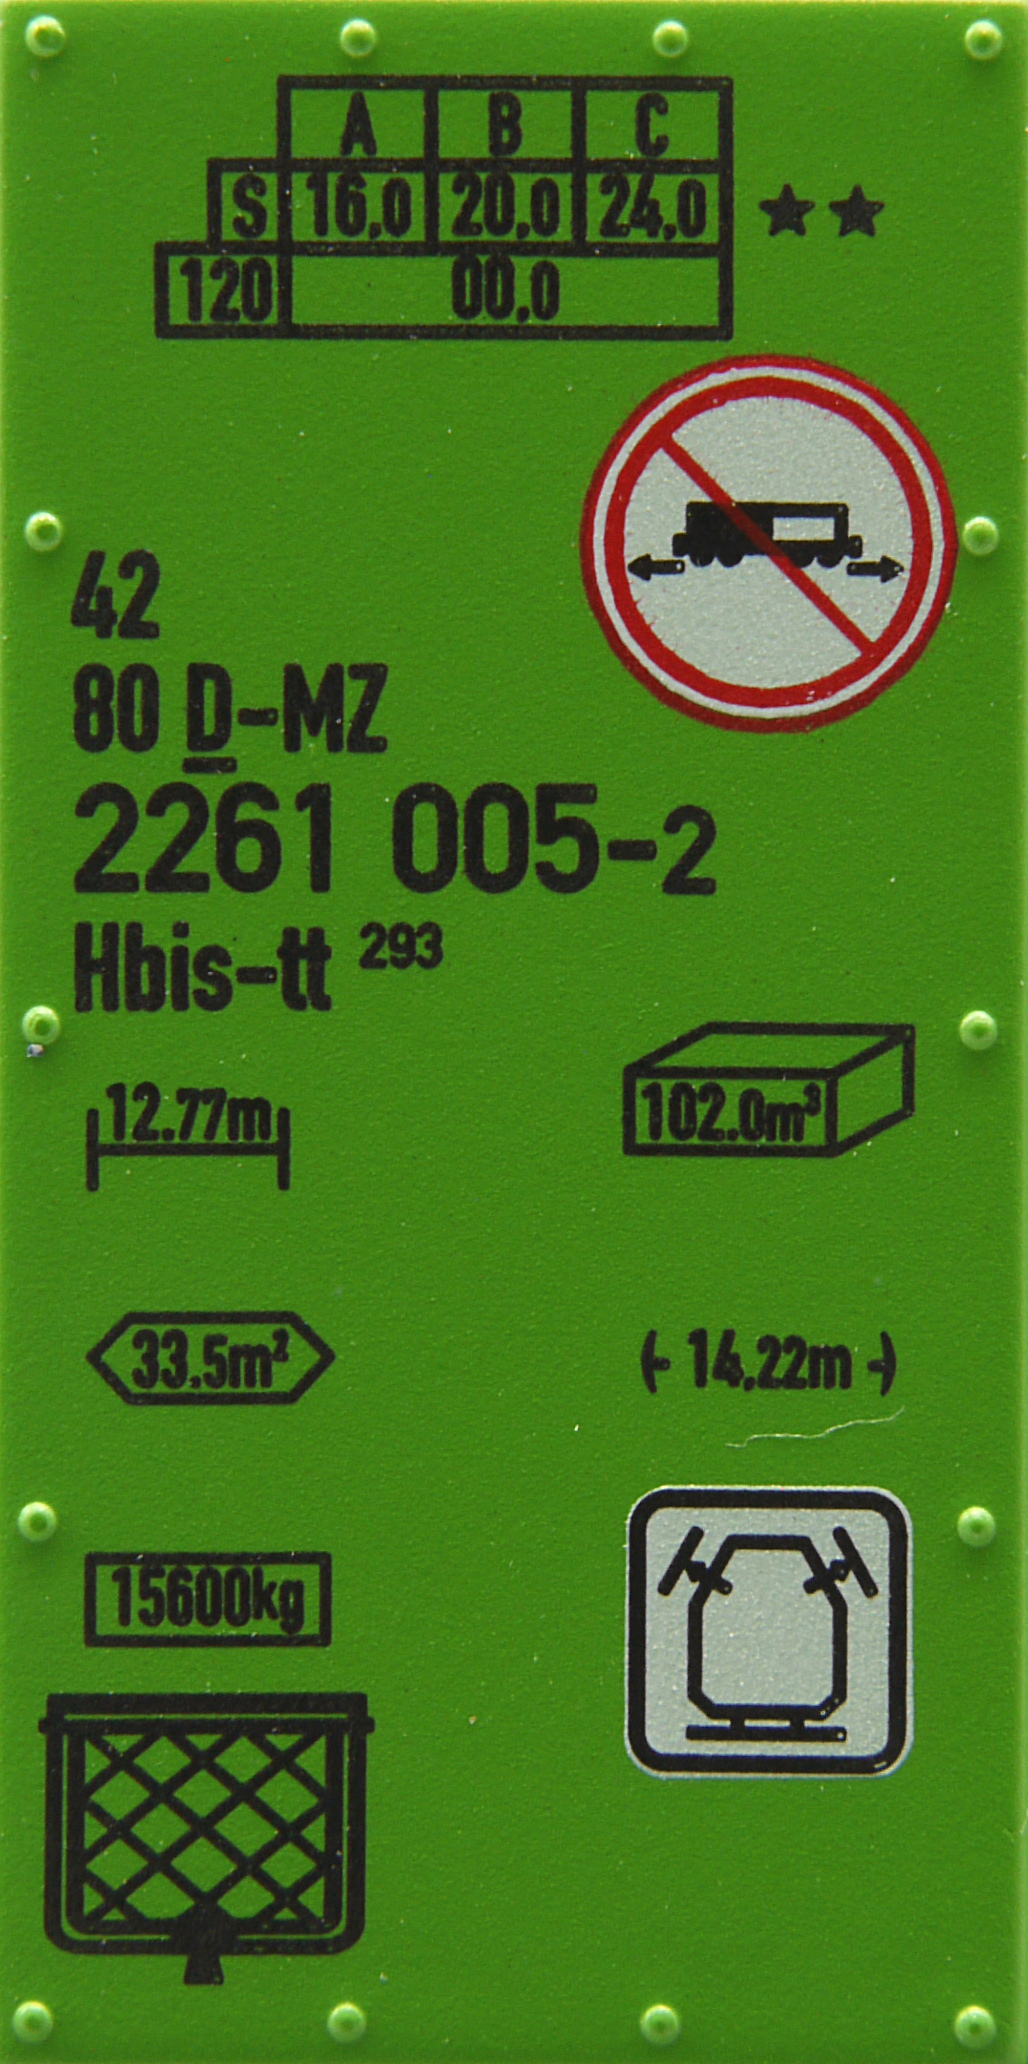 A B C
S 16.0 20.0 24.0 ★★
120 00.0
42
80 D-MZ
2261 005-2
Hbis-tt 293
12.77m
102.0m³
33.5m²
14.22m
15600kg